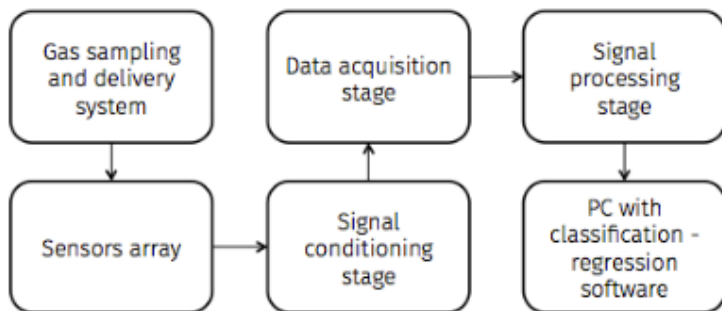 Gas sampling
and delivery
system
Data acquisition
stage
Signal
processing
stage
Sensors array
Signal
conditioning
stage
PC with
classification -
regression
software